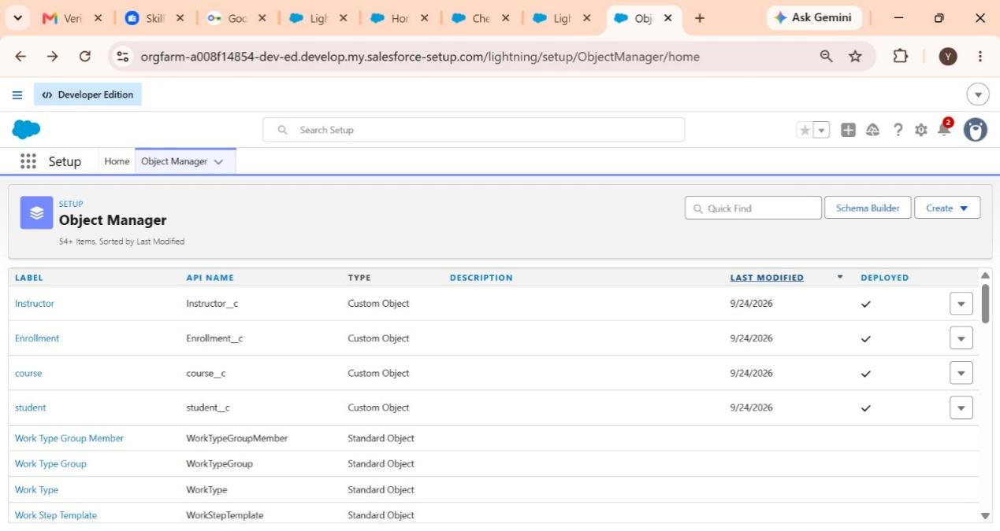 Veri Skill Goo Ligh Hor Che Ligh Obj Ask Gemini
orgfarm-a008f14854-dev-ed.develop.my.salesforce-setup.com/lightning/setup/ObjectManager/home Y
Developer Edition
Search Setup 2
Setup Home Object Manager
SETUP
Object Manager
54+ Items, Sorted by Last Modified
Quick Find Schema Builder Create
LABEL API NAME TYPE DESCRIPTION LAST MODIFIED DEPLOYED
Instructor Instructor__c Custom Object 9/24/2026
Enrollment Enrollment__c Custom Object 9/24/2026
course course__c Custom Object 9/24/2026
student student__c Custom Object 9/24/2026
Work Type Group Member WorkTypeGroupMember Standard Object
Work Type Group WorkTypeGroup Standard Object
Work Type WorkType Standard Object
Work Step Template WorkStepTemplate Standard Object